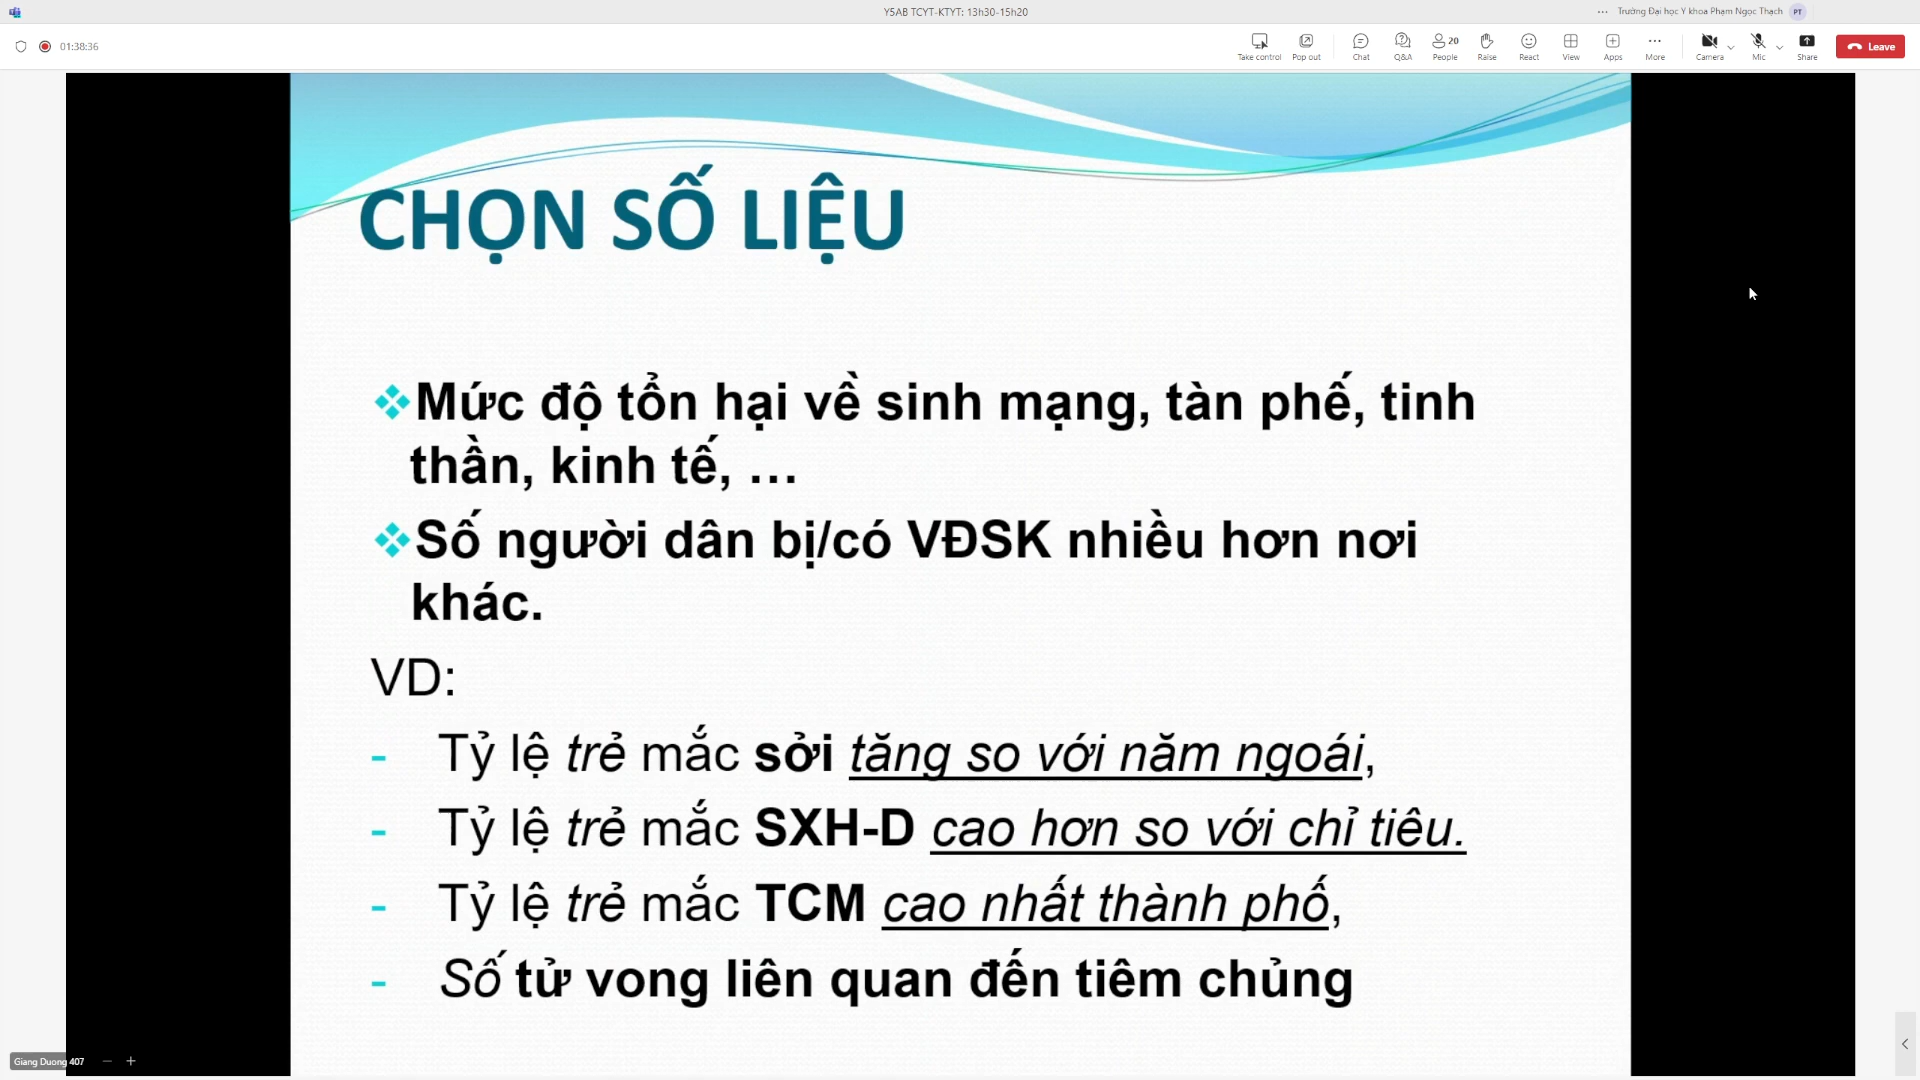 Y5AB TCYT-KTYT: 13h30-15h20
Trường Đại học Y khoa Phạm Ngọc Thạch
PT
01:38:36
Take control
Pop out
Chat
Q&A
20
People
Raise
React
View
Apps
More
Camera
Mic
Share
Leave
CHỌN SỐ LIỆU
Mức độ tổn hại về sinh mạng, tàn phế, tinh
thần, kinh tế, …
Số người dân bị/có VĐSK nhiều hơn nơi
khác.
VD:
- Tỷ lệ trẻ mắc sởi tăng so với năm ngoái,
- Tỷ lệ trẻ mắc SXH-D cao hơn so với chỉ tiêu.
- Tỷ lệ trẻ mắc TCM cao nhất thành phố,
- Số tử vong liên quan đến tiêm chủng
Giang Duong 407